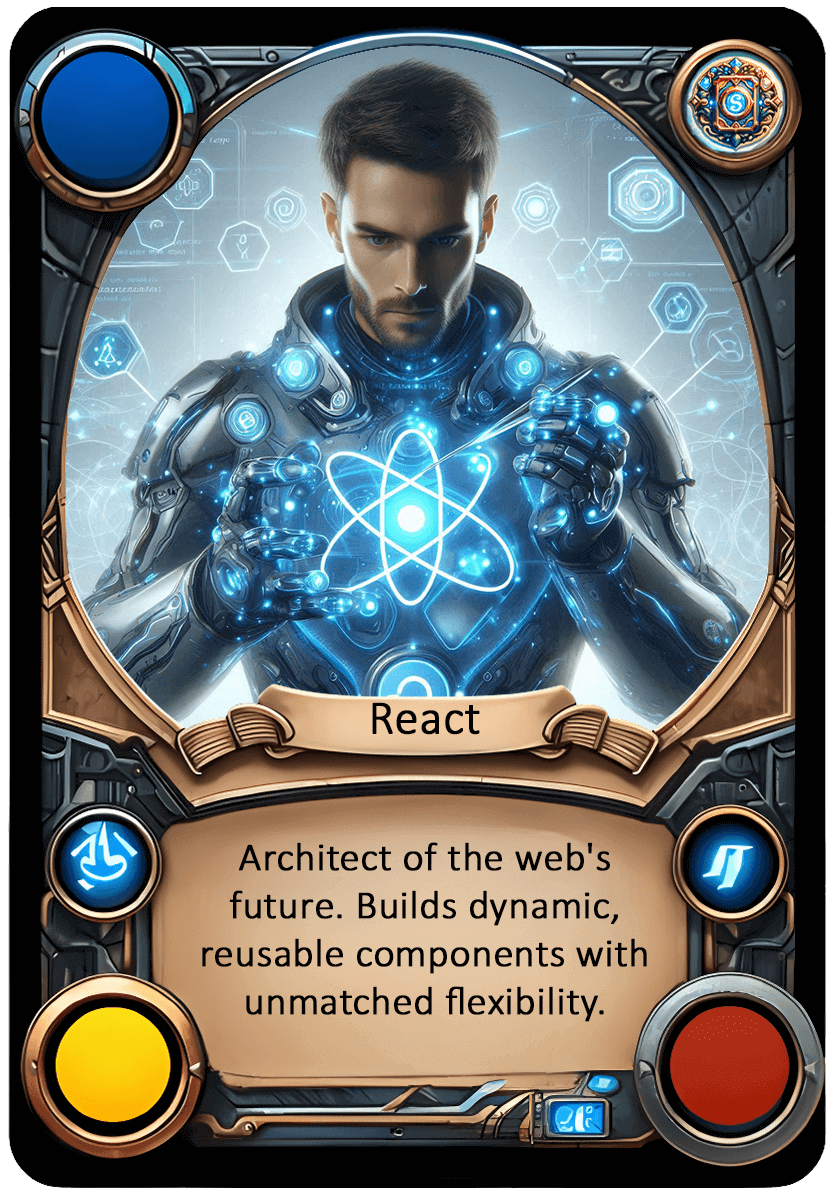 React
Architect of the web's
future. Builds dynamic,
reusable components with
unmatched flexibility.